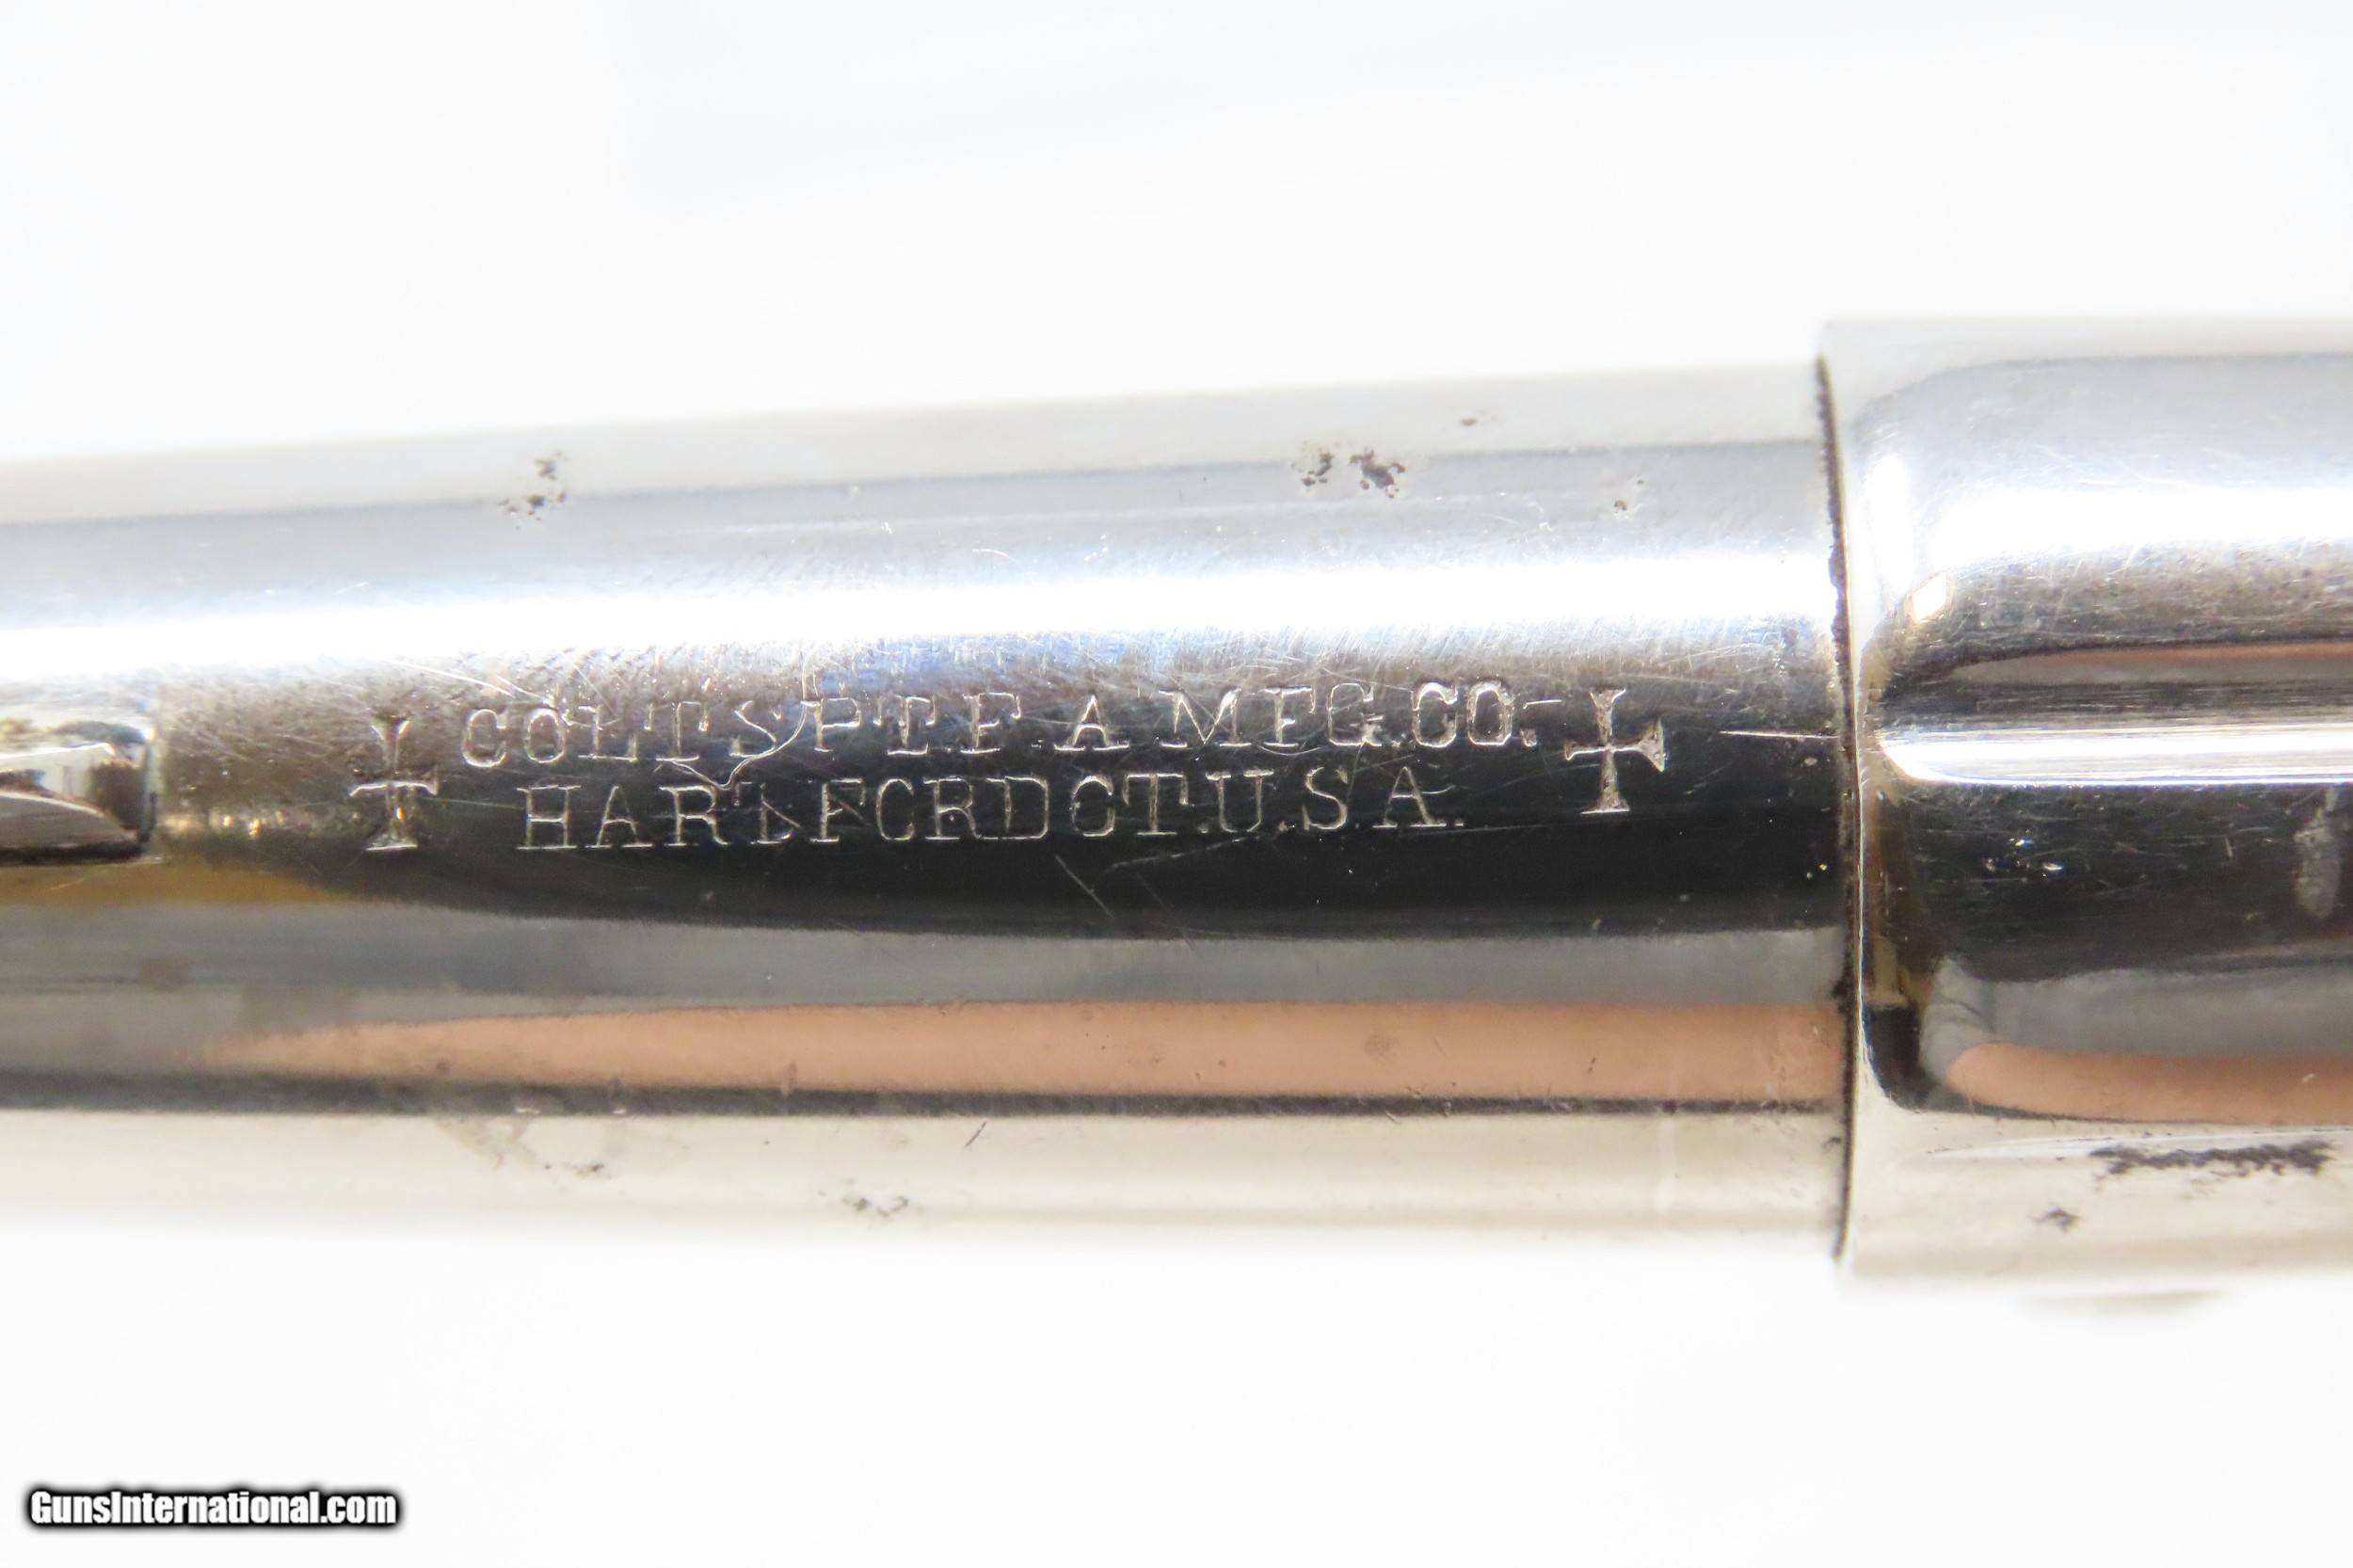 COLT'S PT. F. A. MFG. CO.
HARTFORD CT. U.S.A.
GunsInternational.com